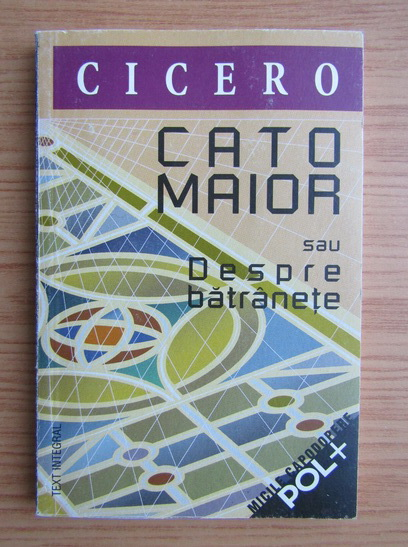 CICERO
CATO
MAIOR
sau
Despre
bătrânețe
TEXT INTEGRAL
MICILE CAPODOPERE
POL+